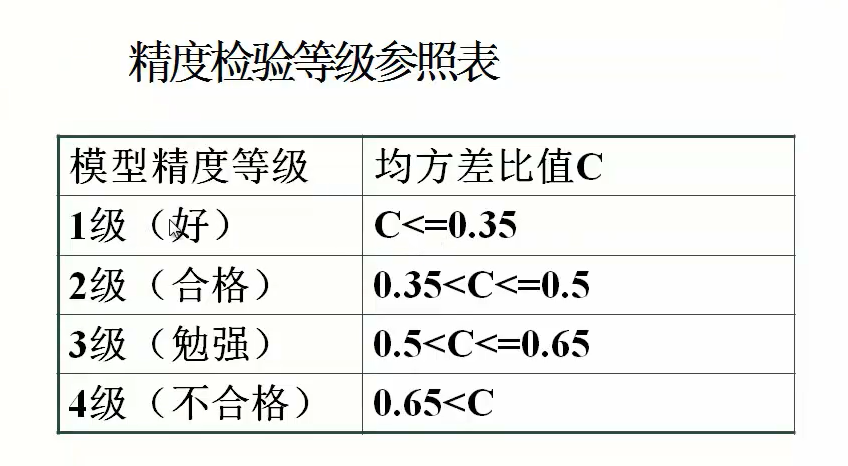 精度检验等级参照表
模型精度等级 均方差比值C
1级（好） C<=0.35
2级（合格） 0.35<C<=0.5
3级（勉强） 0.5<C<=0.65
4级（不合格） 0.65<C